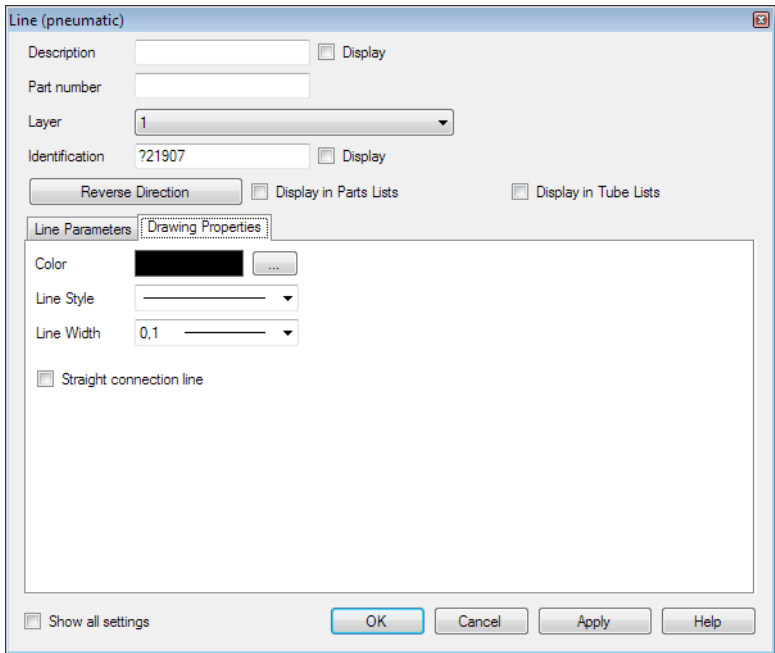 Line (pneumatic)
Description Display
Part number
Layer 1
Identification ?21907 Display
Reverse Direction Display in Parts Lists Display in Tube Lists
Line Parameters Drawing Properties
Color ...
Line Style
Line Width 0,1
Straight connection line
Show all settings OK Cancel Apply Help